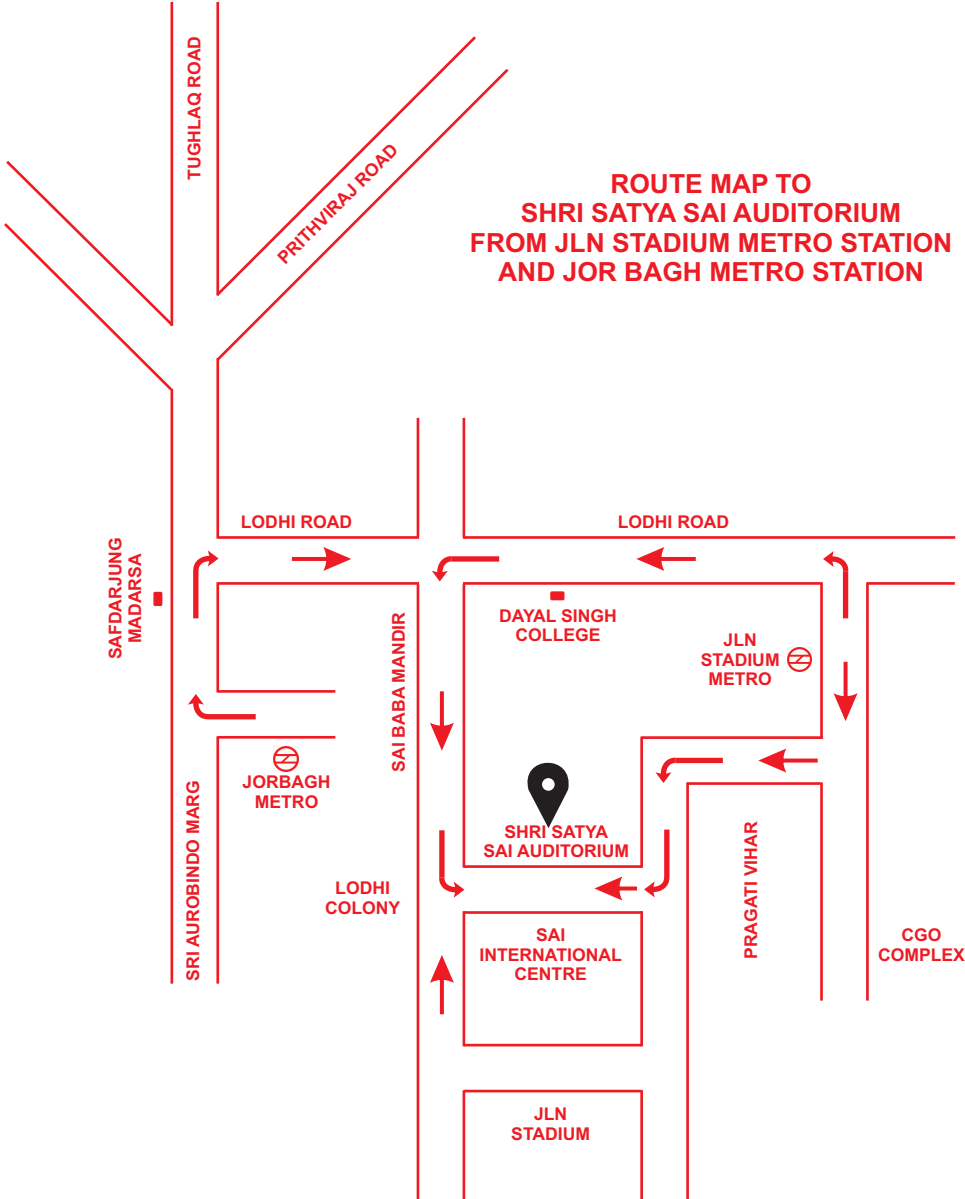 TUGHLAQ ROAD
PRITHVIRAJ ROAD
ROUTE MAP TO
SHRI SATYA SAI AUDITORIUM
FROM JLN STADIUM METRO STATION
AND JOR BAGH METRO STATION
LODHI ROAD
LODHI ROAD
SAFDARJUNG
MADARSA
DAYAL SINGH
COLLEGE
SAI BABA MANDIR
JLN
STADIUM
METRO
JORBAGH
METRO
SRI AUROBINDO MARG
SHRI SATYA
SAI AUDITORIUM
LODHI
COLONY
PRAGATI VIHAR
SAI
INTERNATIONAL
CENTRE
CGO
COMPLEX
JLN
STADIUM